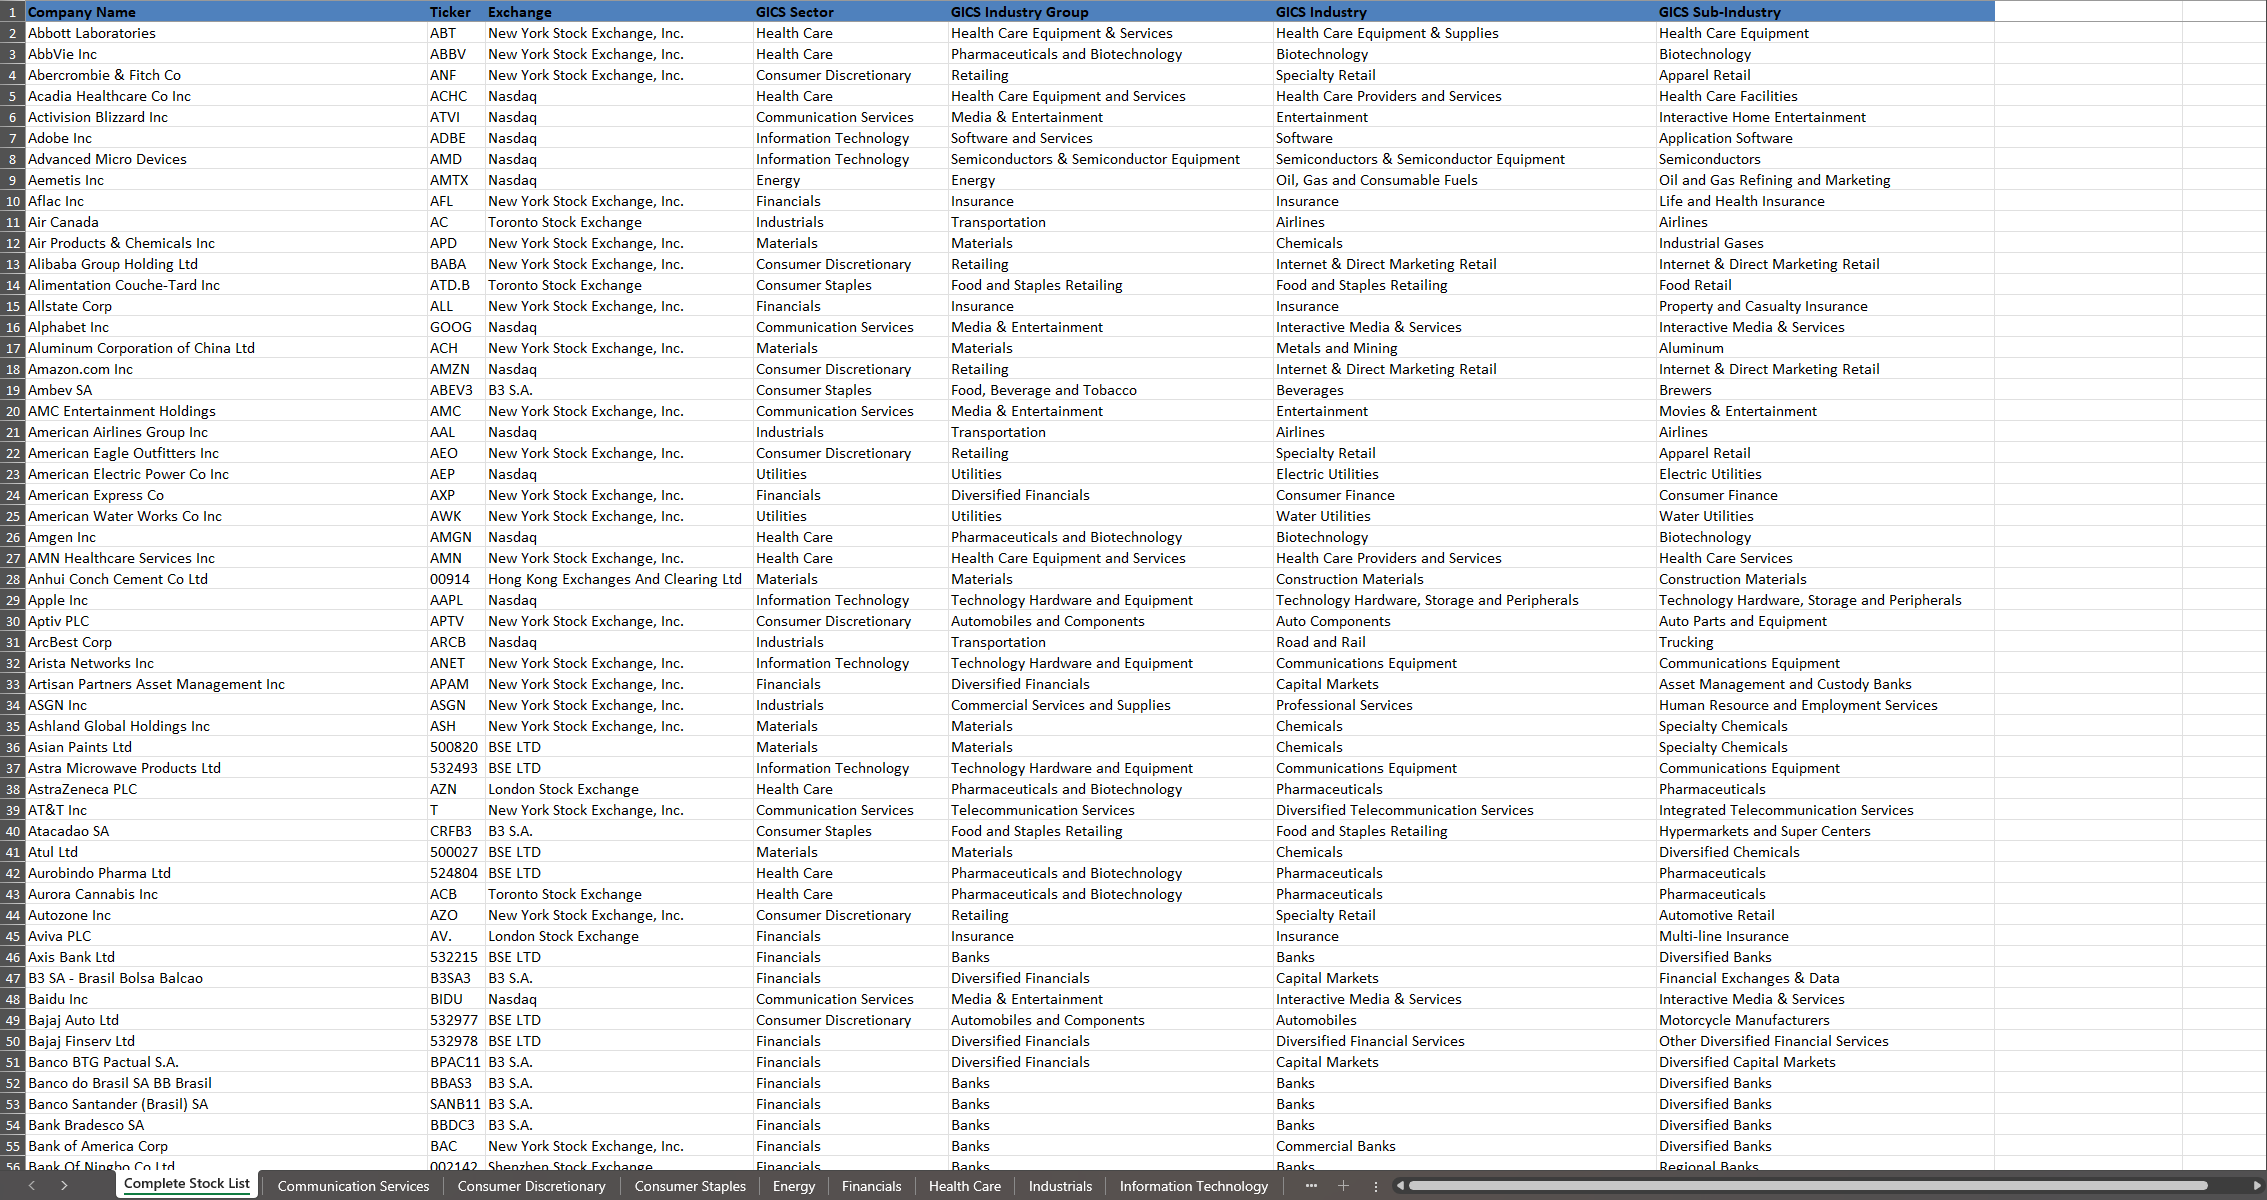 1 Company Name Ticker Exchange GICS Sector GICS Industry Group GICS Industry GICS Sub-Industry
2 Abbott Laboratories ABT New York Stock Exchange, Inc. Health Care Health Care Equipment & Services Health Care Equipment & Supplies Health Care Equipment
3 AbbVie Inc ABBV New York Stock Exchange, Inc. Health Care Pharmaceuticals and Biotechnology Biotechnology Biotechnology
4 Abercrombie & Fitch Co ANF New York Stock Exchange, Inc. Consumer Discretionary Retailing Specialty Retail Apparel Retail
5 Acadia Healthcare Co Inc ACHC Nasdaq Health Care Health Care Equipment and Services Health Care Providers and Services Health Care Facilities
6 Activision Blizzard Inc ATVI Nasdaq Communication Services Media & Entertainment Entertainment Interactive Home Entertainment
7 Adobe Inc ADBE Nasdaq Information Technology Software and Services Software Application Software
8 Advanced Micro Devices AMD Nasdaq Information Technology Semiconductors & Semiconductor Equipment Semiconductors & Semiconductor Equipment Semiconductors
9 Aemetis Inc AMTX Nasdaq Energy Energy Oil, Gas and Consumable Fuels Oil and Gas Refining and Marketing
10 Aflac Inc AFL New York Stock Exchange, Inc. Financials Insurance Insurance Life and Health Insurance
11 Air Canada AC Toronto Stock Exchange Industrials Transportation Airlines Airlines
12 Air Products & Chemicals Inc APD New York Stock Exchange, Inc. Materials Materials Chemicals Industrial Gases
13 Alibaba Group Holding Ltd BABA New York Stock Exchange, Inc. Consumer Discretionary Retailing Internet & Direct Marketing Retail Internet & Direct Marketing Retail
14 Alimentation Couche-Tard Inc ATD.B Toronto Stock Exchange Consumer Staples Food and Staples Retailing Food and Staples Retailing Food Retail
15 Allstate Corp ALL New York Stock Exchange, Inc. Financials Insurance Insurance Property and Casualty Insurance
16 Alphabet Inc GOOG Nasdaq Communication Services Media & Entertainment Interactive Media & Services Interactive Media & Services
17 Aluminum Corporation of China Ltd ACH New York Stock Exchange, Inc. Materials Materials Metals and Mining Aluminum
18 Amazon.com Inc AMZN Nasdaq Consumer Discretionary Retailing Internet & Direct Marketing Retail Internet & Direct Marketing Retail
19 Ambev SA ABEV3 B3 S.A. Consumer Staples Food, Beverage and Tobacco Beverages Brewers
20 AMC Entertainment Holdings AMC New York Stock Exchange, Inc. Communication Services Media & Entertainment Entertainment Movies & Entertainment
21 American Airlines Group Inc AAL Nasdaq Industrials Transportation Airlines Airlines
22 American Eagle Outfitters Inc AEO New York Stock Exchange, Inc. Consumer Discretionary Retailing Specialty Retail Apparel Retail
23 American Electric Power Co Inc AEP Nasdaq Utilities Utilities Electric Utilities Electric Utilities
24 American Express Co AXP New York Stock Exchange, Inc. Financials Diversified Financials Consumer Finance Consumer Finance
25 American Water Works Co Inc AWK New York Stock Exchange, Inc. Utilities Utilities Water Utilities Water Utilities
26 Amgen Inc AMGN Nasdaq Health Care Pharmaceuticals and Biotechnology Biotechnology Biotechnology
27 AMN Healthcare Services Inc AMN New York Stock Exchange, Inc. Health Care Health Care Equipment and Services Health Care Providers and Services Health Care Services
28 Anhui Conch Cement Co Ltd 00914 Hong Kong Exchanges And Clearing Ltd Materials Materials Construction Materials Construction Materials
29 Apple Inc AAPL Nasdaq Information Technology Technology Hardware and Equipment Technology Hardware, Storage and Peripherals Technology Hardware, Storage and Peripherals
30 Aptiv PLC APTV New York Stock Exchange, Inc. Consumer Discretionary Automobiles and Components Auto Components Auto Parts and Equipment
31 ArcBest Corp ARCB Nasdaq Industrials Transportation Road and Rail Trucking
32 Arista Networks Inc ANET New York Stock Exchange, Inc. Information Technology Technology Hardware and Equipment Communications Equipment Communications Equipment
33 Artisan Partners Asset Management Inc APAM New York Stock Exchange, Inc. Financials Diversified Financials Capital Markets Asset Management and Custody Banks
34 ASGN Inc ASGN New York Stock Exchange, Inc. Industrials Commercial Services and Supplies Professional Services Human Resource and Employment Services
35 Ashland Global Holdings Inc ASH New York Stock Exchange, Inc. Materials Materials Chemicals Specialty Chemicals
36 Asian Paints Ltd 500820 BSE LTD Materials Materials Chemicals Specialty Chemicals
37 Astra Microwave Products Ltd 532493 BSE LTD Information Technology Technology Hardware and Equipment Communications Equipment Communications Equipment
38 AstraZeneca PLC AZN London Stock Exchange Health Care Pharmaceuticals and Biotechnology Pharmaceuticals Pharmaceuticals
39 AT&T Inc T New York Stock Exchange, Inc. Communication Services Telecommunication Services Diversified Telecommunication Services Integrated Telecommunication Services
40 Atacadao SA CRFB3 B3 S.A. Consumer Staples Food and Staples Retailing Food and Staples Retailing Hypermarkets and Super Centers
41 Atul Ltd 500027 BSE LTD Materials Materials Chemicals Diversified Chemicals
42 Aurobindo Pharma Ltd 524804 BSE LTD Health Care Pharmaceuticals and Biotechnology Pharmaceuticals Pharmaceuticals
43 Aurora Cannabis Inc ACB Toronto Stock Exchange Health Care Pharmaceuticals and Biotechnology Pharmaceuticals Pharmaceuticals
44 Autozone Inc AZO New York Stock Exchange, Inc. Consumer Discretionary Retailing Specialty Retail Automotive Retail
45 Aviva PLC AV. London Stock Exchange Financials Insurance Insurance Multi-line Insurance
46 Axis Bank Ltd 532215 BSE LTD Financials Banks Banks Diversified Banks
47 B3 SA - Brasil Bolsa Balcao B3SA3 B3 S.A. Financials Diversified Financials Capital Markets Financial Exchanges & Data
48 Baidu Inc BIDU Nasdaq Communication Services Media & Entertainment Interactive Media & Services Interactive Media & Services
49 Bajaj Auto Ltd 532977 BSE LTD Consumer Discretionary Automobiles and Components Automobiles Motorcycle Manufacturers
50 Bajaj Finserv Ltd 532978 BSE LTD Financials Diversified Financials Diversified Financial Services Other Diversified Financial Services
51 Banco BTG Pactual S.A. BPAC11 B3 S.A. Financials Diversified Financials Capital Markets Diversified Capital Markets
52 Banco do Brasil SA BB Brasil BBAS3 B3 S.A. Financials Banks Banks Diversified Banks
53 Banco Santander (Brasil) SA SANB11 B3 S.A. Financials Banks Banks Diversified Banks
54 Bank Bradesco SA BBDC3 B3 S.A. Financials Banks Banks Diversified Banks
55 Bank of America Corp BAC New York Stock Exchange, Inc. Financials Banks Commercial Banks Diversified Banks
56 Bank Of Ningbo Co Ltd 002142 Shenzhen Stock Exchange Financials Banks Banks Regional Banks
Complete Stock List Communication Services Consumer Discretionary Consumer Staples Energy Financials Health Care Industrials Information Technology ...